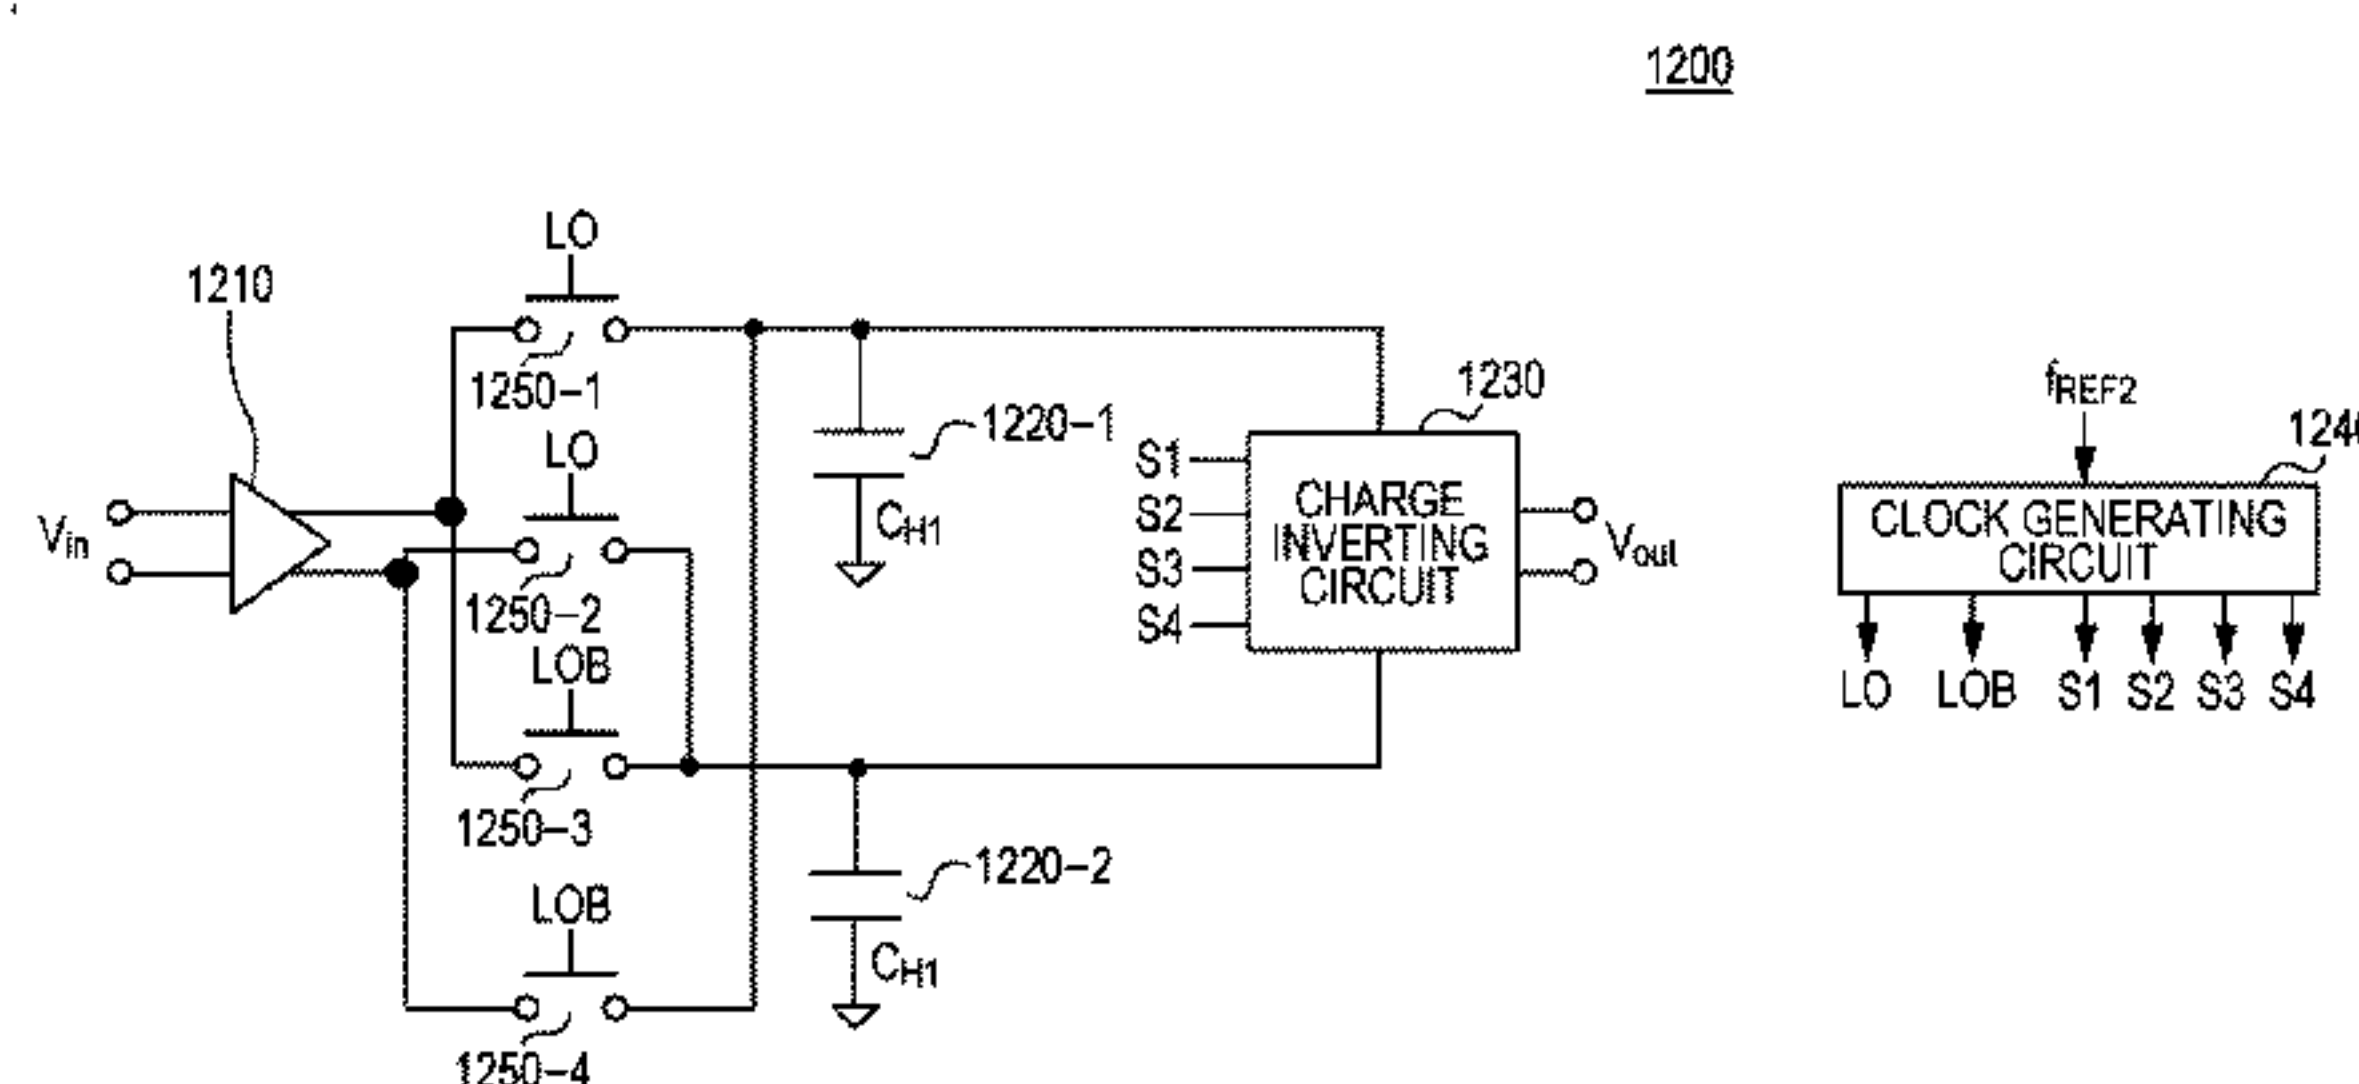 1200
LO
1210
1250-1
LO
1250-2
LOB
1250-3
LOB
1250-4
Vin
1220-1
CH1
1220-2
CH1
1230
S1
S2
S3
S4
CHARGE
INVERTING
CIRCUIT
Vout
fREF2
CLOCK GENERATING
CIRCUIT
LO LOB S1 S2 S3 S4